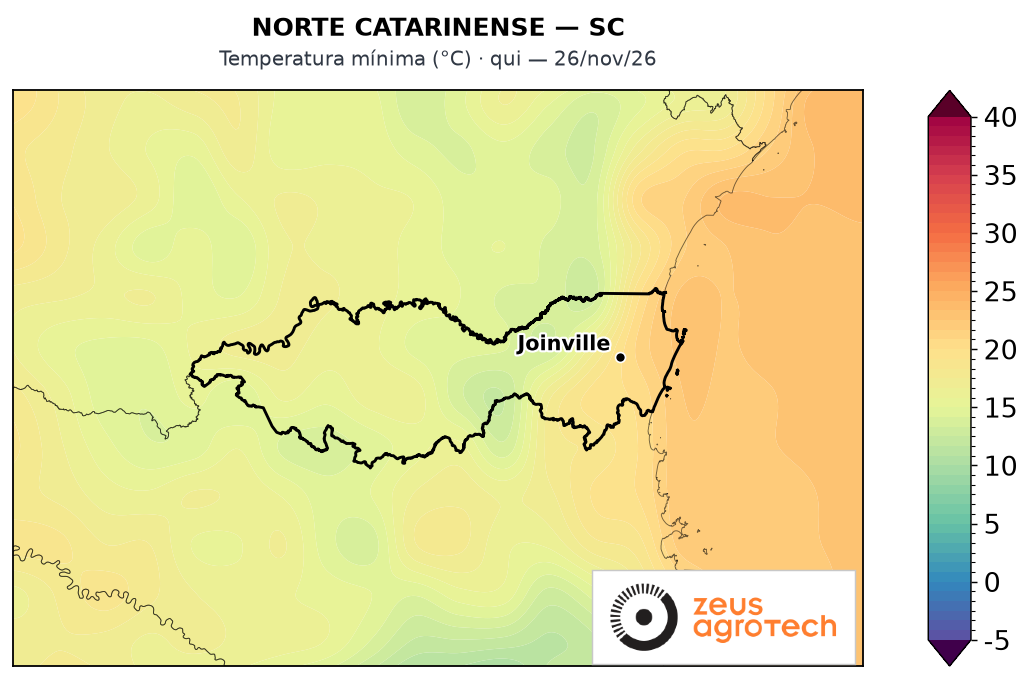 NORTE CATARINENSE — SC
Temperatura mínima (°C) · qui — 26/nov/26
Joinville
40
35
30
25
20
15
10
5
0
-5
zeus
agrotech